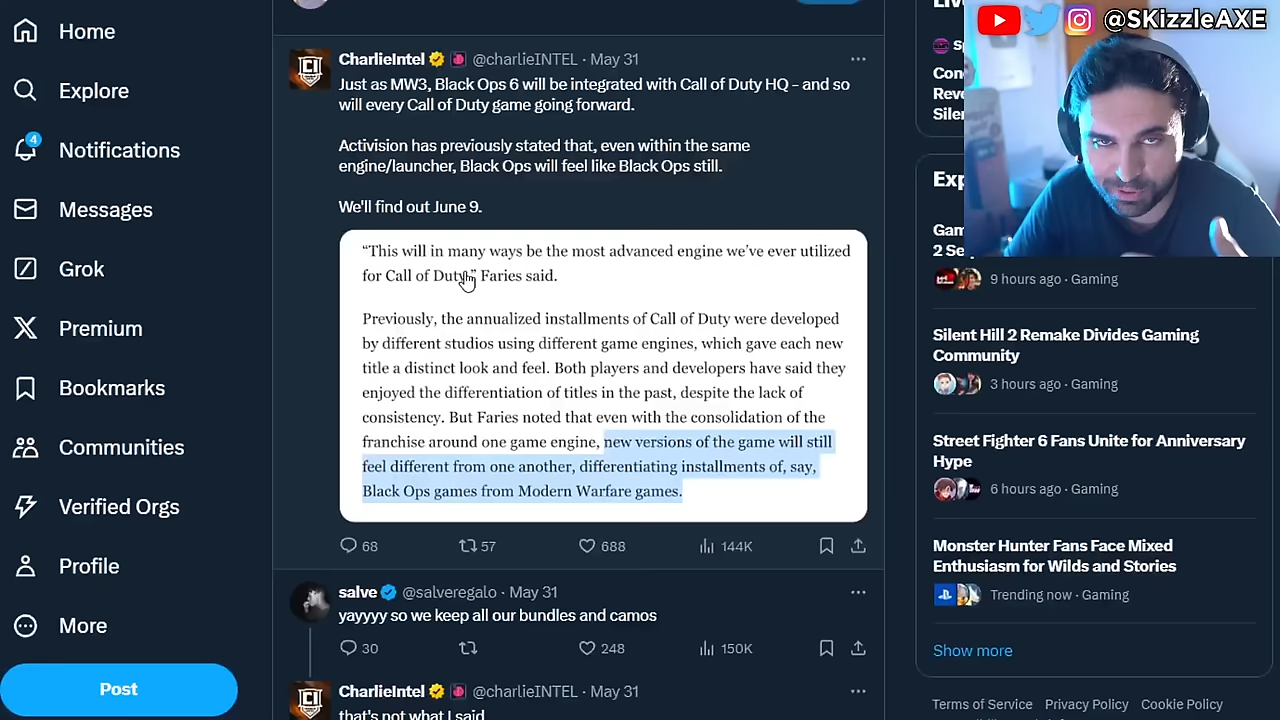 Home
Explore
4
Notifications
Messages
Grok
Premium
Bookmarks
Communities
Verified Orgs
Profile
More
Post
CharlieIntel @charlieINTEL · May 31
Just as MW3, Black Ops 6 will be integrated with Call of Duty HQ – and so
will every Call of Duty game going forward.
Activision has previously stated that, even within the same
engine/launcher, Black Ops will feel like Black Ops still.
We'll find out June 9.
“This will in many ways be the most advanced engine we’ve ever utilized
for Call of Duty,” Faries said.
Previously, the annualized installments of Call of Duty were developed
by different studios using different game engines, which gave each new
title a distinct look and feel. Both players and developers have said they
enjoyed the differentiation of titles in the past, despite the lack of
consistency. But Faries noted that even with the consolidation of the
franchise around one game engine, new versions of the game will still
feel different from one another, differentiating installments of, say,
Black Ops games from Modern Warfare games.
68 57 688 144K
salve @salveregalo · May 31
yayyyy so we keep all our bundles and camos
30 248 150K
CharlieIntel @charlieINTEL · May 31
that's not what I said
@SKizzleAXE
9 hours ago · Gaming
Silent Hill 2 Remake Divides Gaming
Community
3 hours ago · Gaming
Street Fighter 6 Fans Unite for Anniversary
Hype
6 hours ago · Gaming
Monster Hunter Fans Face Mixed
Enthusiasm for Wilds and Stories
Trending now · Gaming
Show more
Terms of Service Privacy Policy Cookie Policy